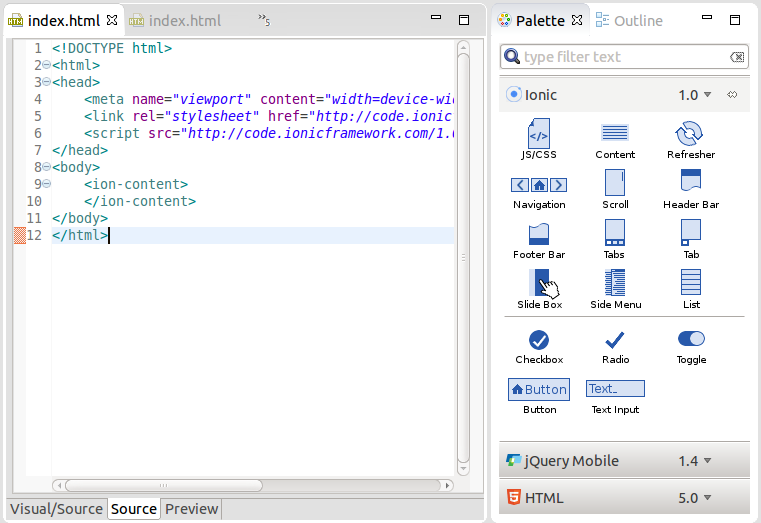 index.html index.html »5
1 <!DOCTYPE html>
2 <html>
3 <head>
4 <meta name="viewport" content="width=device-wid
5 <link rel="stylesheet" href="http://code.ionic
6 <script src="http://code.ionicframework.com/1.0
7 </head>
8 <body>
9 <ion-content>
10 </ion-content>
11 </body>
12 </html>
Visual/Source Source Preview
Palette Outline
type filter text
Ionic 1.0
</>
JS/CSS Content Refresher
Navigation Scroll Header Bar
Footer Bar Tabs Tab
Slide Box Side Menu List
Checkbox Radio Toggle
Button Text_
Button Text Input
jQuery Mobile 1.4
5 HTML 5.0